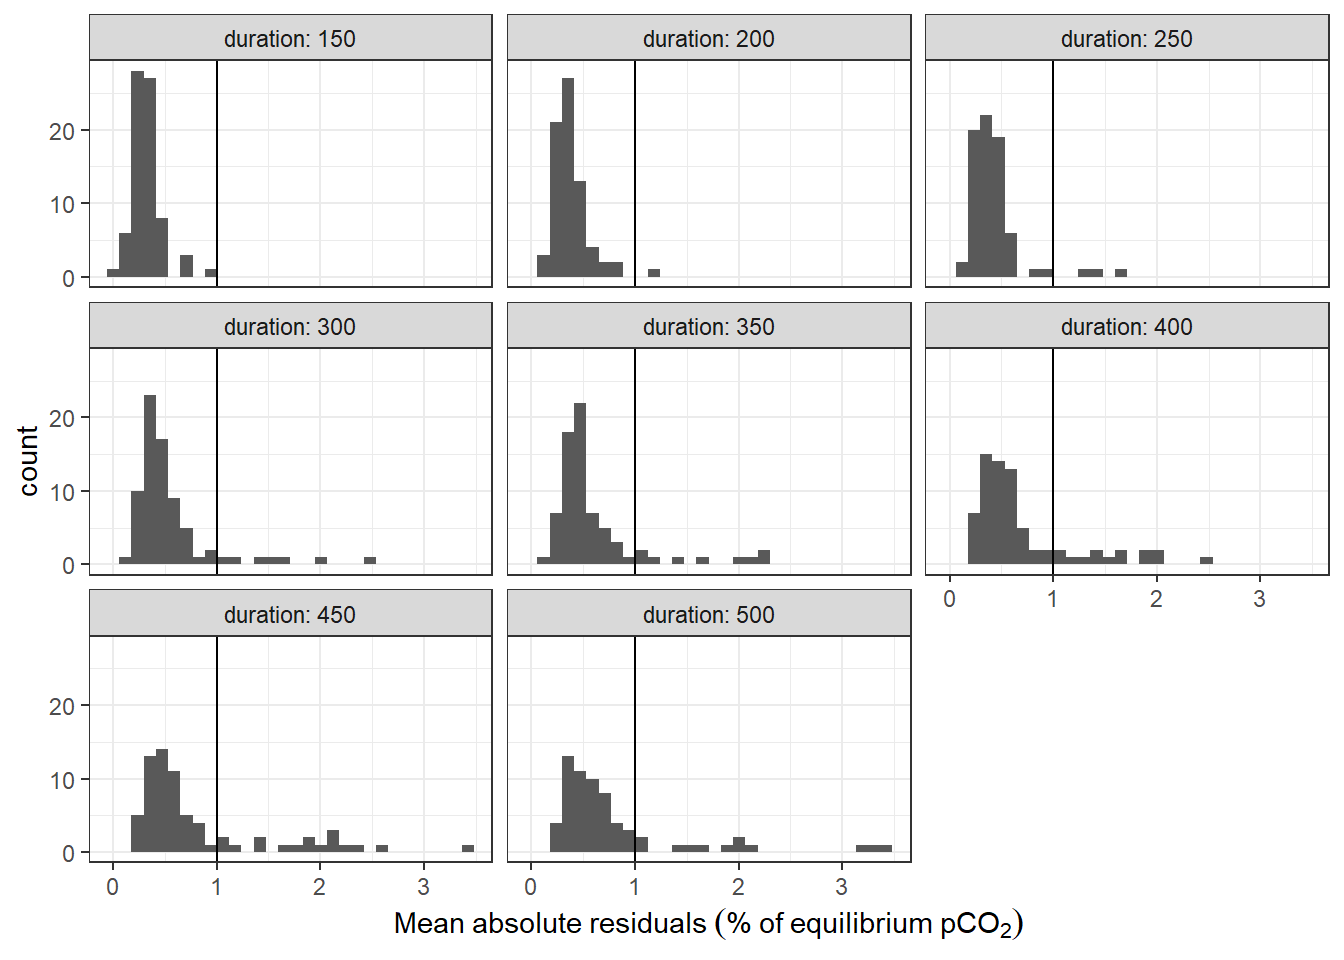 duration: 150
duration: 200
duration: 250
20
10
0
duration: 300
duration: 350
duration: 400
count
20
10
0
0 1 2 3
duration: 450
duration: 500
20
10
0
0 1 2 3
0 1 2 3
Mean absolute residuals (% of equilibrium pCO₂)